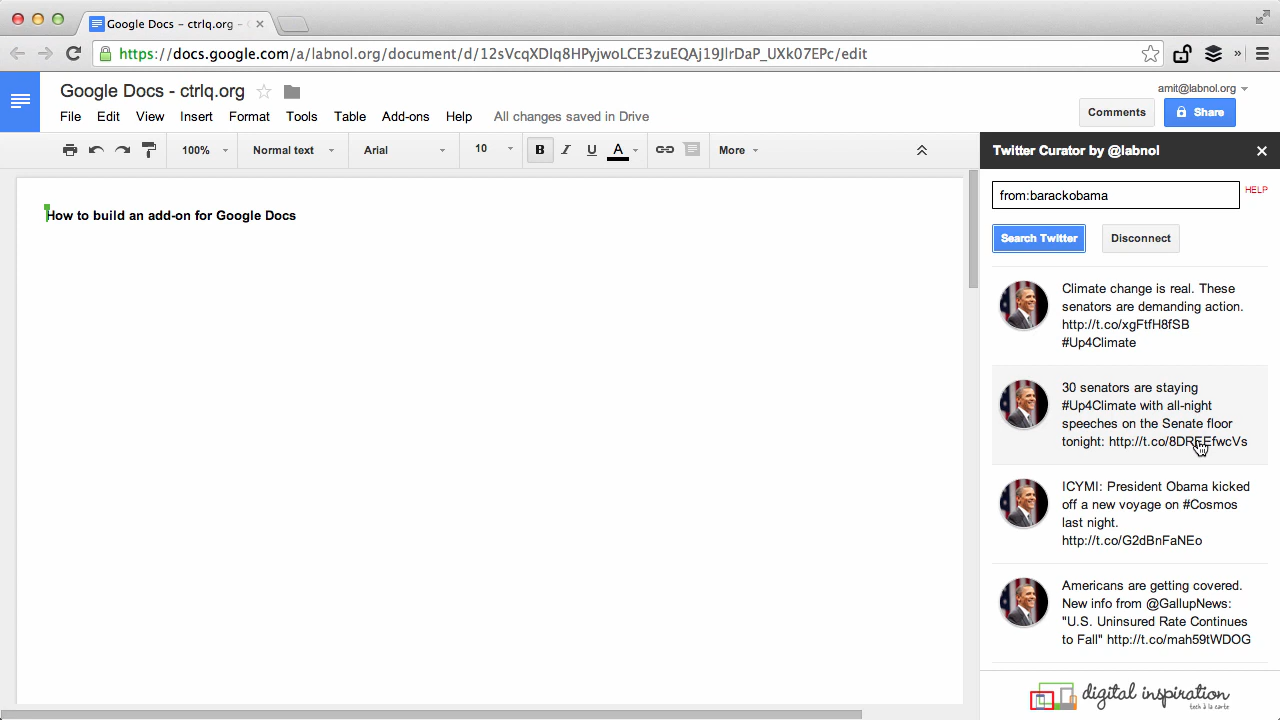 Google Docs - ctrlq.org -
https://docs.google.com/a/labnol.org/document/d/12sVcqXDIq8HPyjwoLCE3zuEQAj19JlrDaP_UXk07EPc/edit
Google Docs - ctrlq.org
amit@labnol.org
File Edit View Insert Format Tools Table Add-ons Help All changes saved in Drive
Comments Share
100% Normal text Arial 10 B I U A More
Twitter Curator by @labnol
How to build an add-on for Google Docs
from:barackobama
HELP
Search Twitter Disconnect
Climate change is real. These
senators are demanding action.
http://t.co/xgFtfH8fSB
#Up4Climate
30 senators are staying
#Up4Climate with all-night
speeches on the Senate floor
tonight: http://t.co/8DREEfwcVs
ICYMI: President Obama kicked
off a new voyage on #Cosmos
last night.
http://t.co/G2dBnFaNEo
Americans are getting covered.
New info from @GallupNews:
"U.S. Uninsured Rate Continues
to Fall" http://t.co/mah59tWDOG
digital inspiration
tech à la carte